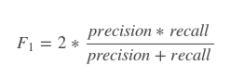 F₁ = 2 * precision * recall / precision + recall